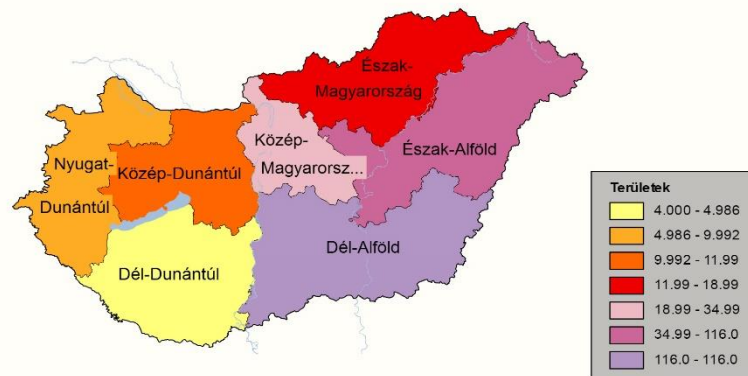 Észak-
Magyarország
Közép-
Magyarorsz...
Észak-Alföld
Nyugat-
Dunántúl
Közép-Dunántúl
Dél-Dunántúl
Dél-Alföld
Területek
4.000 - 4.986
4.986 - 9.992
9.992 - 11.99
11.99 - 18.99
18.99 - 34.99
34.99 - 116.0
116.0 - 116.0